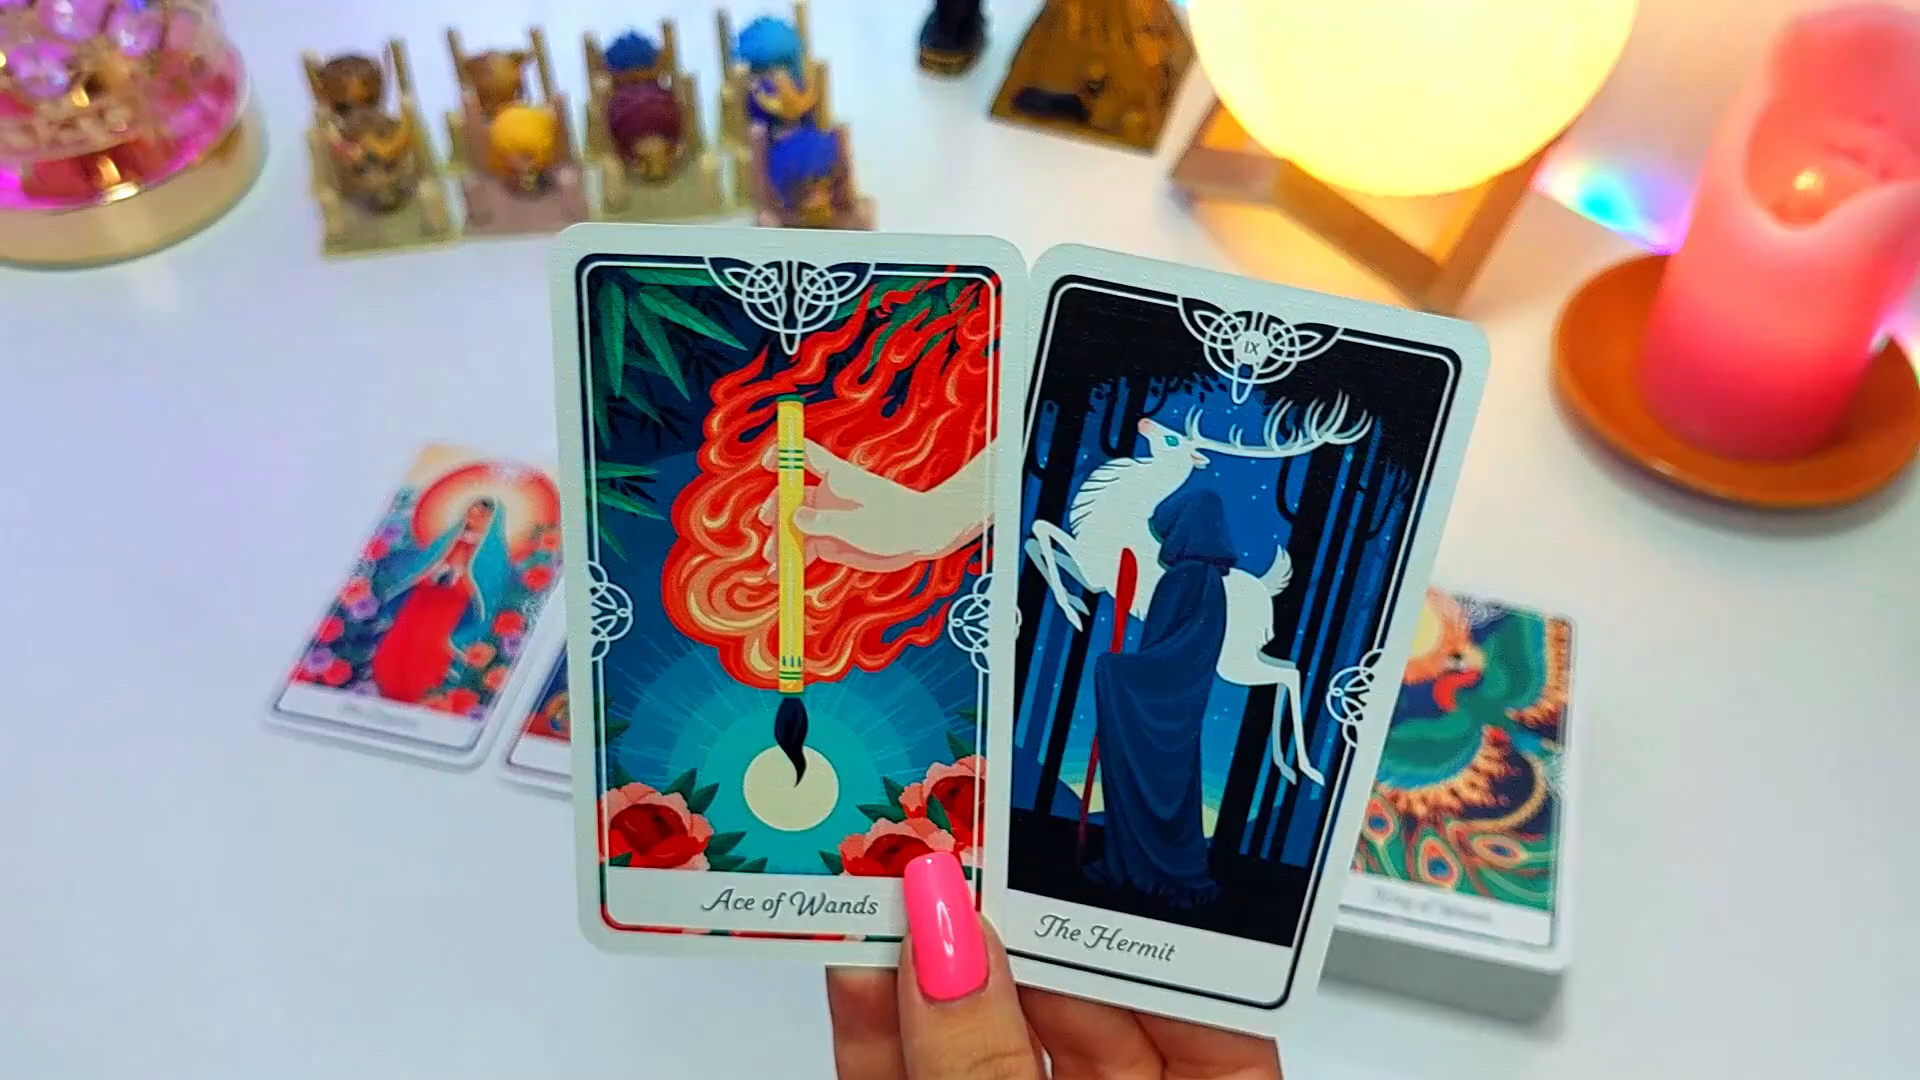 IX
Ace of Wands
The Hermit